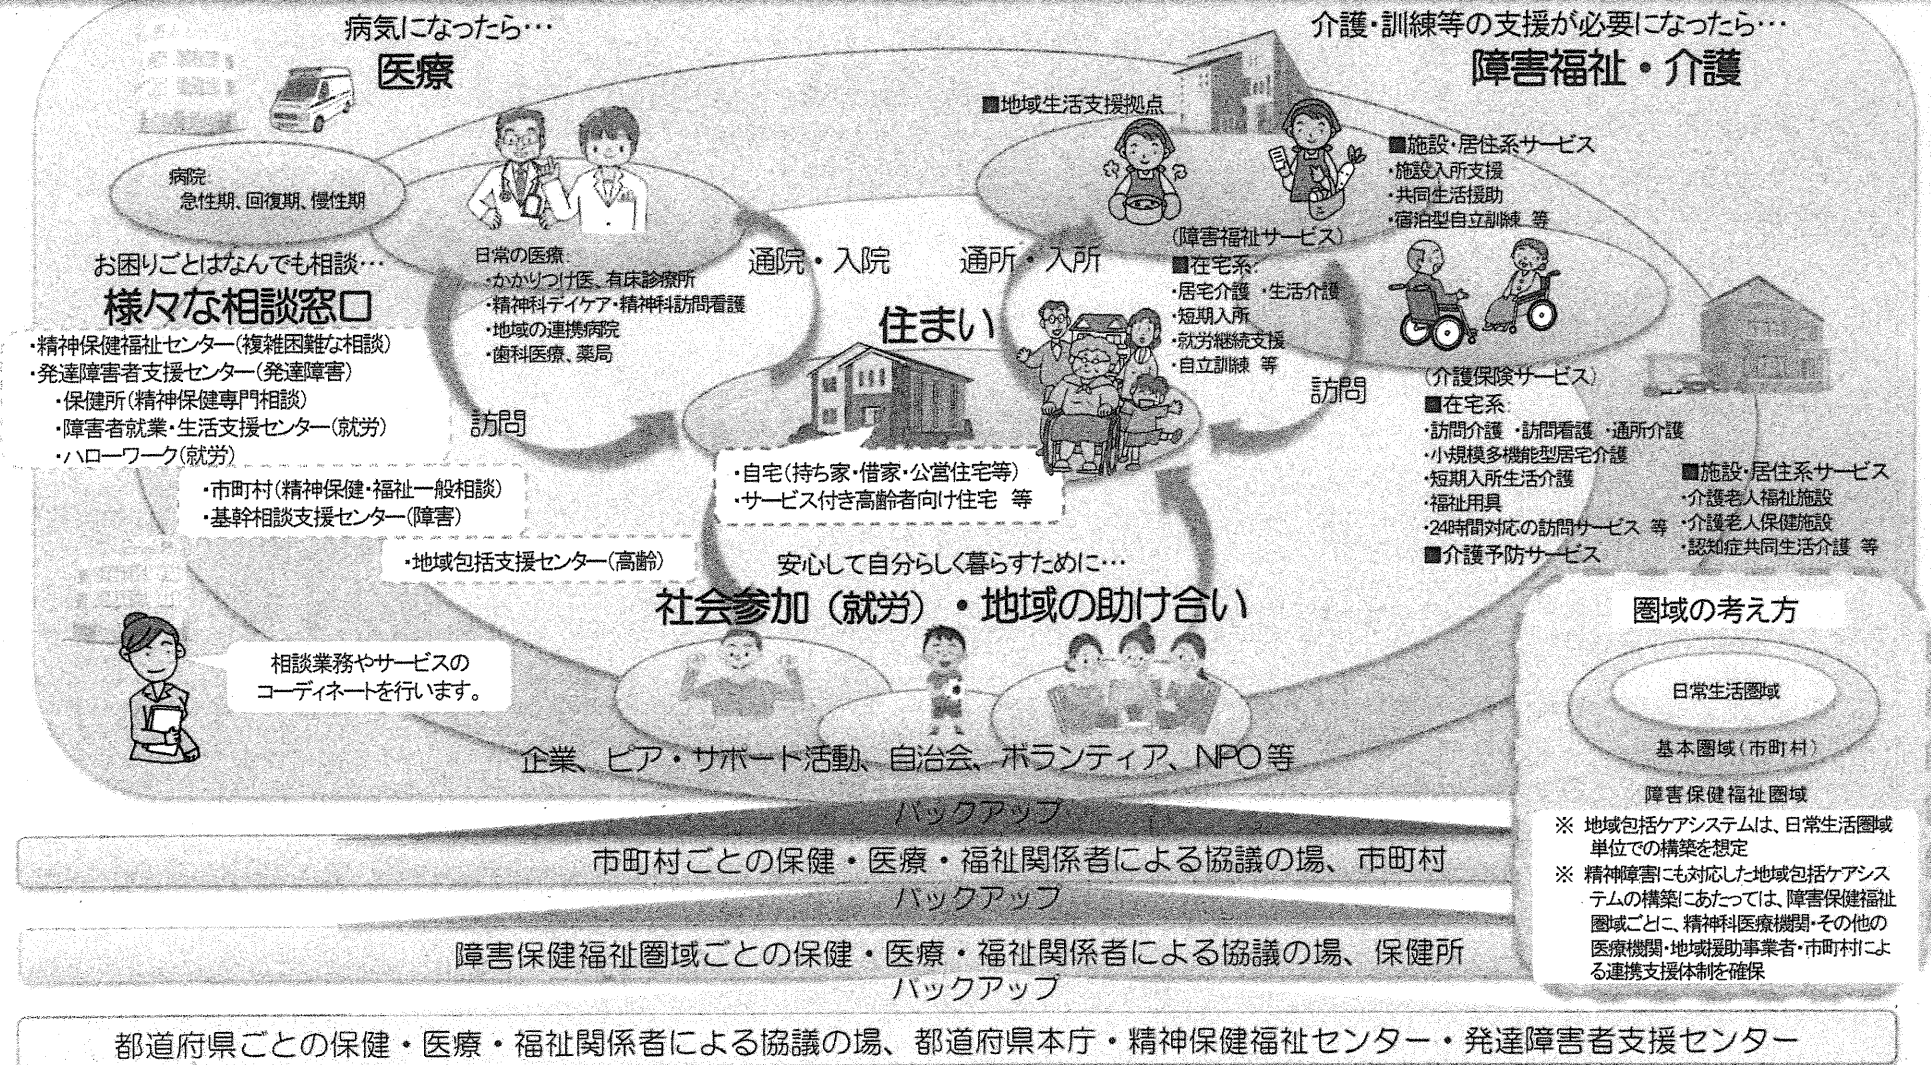 病気になったら…
医療
病院:
急性期、回復期、慢性期
日常の医療:
・かかりつけ医、有床診療所
・精神科デイケア・精神科訪問看護
・地域の連携病院
・歯科医療、薬局
お困りごとはなんでも相談…
様々な相談窓口
・精神保健福祉センター(複雑困難な相談)
・発達障害者支援センター(発達障害)
・保健所(精神保健専門相談)
・障害者就業・生活支援センター(就労)
・ハローワーク(就労)
・市町村(精神保健・福祉一般相談)
・基幹相談支援センター(障害)
・地域包括支援センター(高齢)
相談業務やサービスの
コーディネートを行います。
通院・入院
訪問
通所・入所
訪問
住まい
・自宅(持ち家・借家・公営住宅等)
・サービス付き高齢者向け住宅 等
介護・訓練等の支援が必要になったら…
障害福祉・介護
■地域生活支援拠点
■施設・居住系サービス
・施設入所支援
・共同生活援助
・宿泊型自立訓練 等
(障害福祉サービス)
■在宅系:
・居宅介護 ・生活介護
・短期入所
・就労継続支援
・自立訓練 等
(介護保険サービス)
■在宅系:
・訪問介護 ・訪問看護 ・通所介護
・小規模多機能型居宅介護
・短期入所生活介護
・福祉用具
・24時間対応の訪問サービス 等
■介護予防サービス
■施設・居住系サービス
・介護老人福祉施設
・介護老人保健施設
・認知症共同生活介護 等
安心して自分らしく暮らすために…
社会参加(就労)・地域の助け合い
企業、ピア・サポート活動、自治会、ボランティア、NPO等
圏域の考え方
日常生活圏域
基本圏域(市町村)
障害保健福祉圏域
※ 地域包括ケアシステムは、日常生活圏域
単位での構築を想定
※ 精神障害にも対応した地域包括ケアシス
テムの構築にあたっては、障害保健福祉
圏域ごとに、精神科医療機関・その他の
医療機関・地域援助事業者・市町村によ
る連携支援体制を確保
バックアップ
市町村ごとの保健・医療・福祉関係者による協議の場、市町村
バックアップ
障害保健福祉圏域ごとの保健・医療・福祉関係者による協議の場、保健所
バックアップ
都道府県ごとの保健・医療・福祉関係者による協議の場、都道府県本庁・精神保健福祉センター・発達障害者支援センター